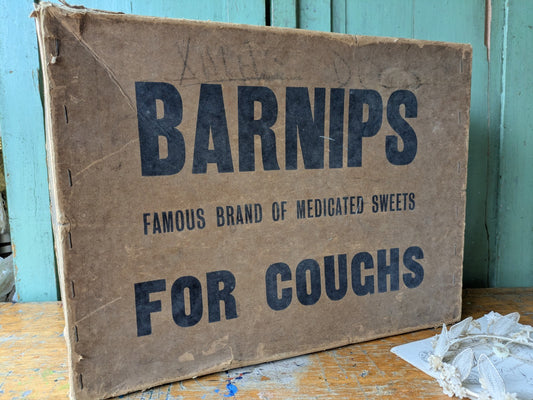 BARNIPS
FAMOUS BRAND OF MEDICATED SWEETS
FOR COUGHS